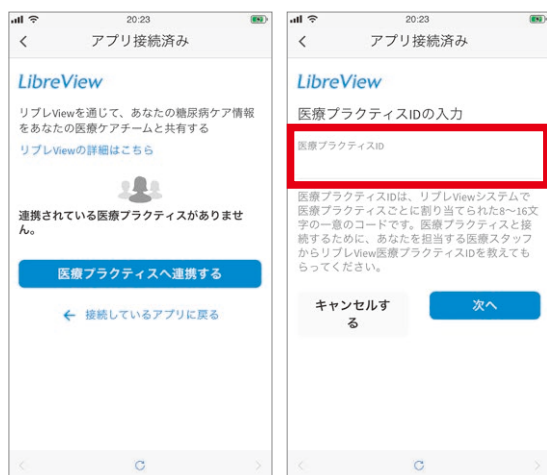 20:23
アプリ接続済み
LibreView
リブレViewを通じて、あなたの糖尿病ケア情報
をあなたの医療ケアチームと共有する
リブレViewの詳細はこちら
連携されている医療プラクティスがありませ
ん。
医療プラクティスへ連携する
接続しているアプリに戻る
20:23
アプリ接続済み
LibreView
医療プラクティスIDの入力
医療プラクティスID
医療プラクティスIDは、リブレViewシステムで
医療プラクティスごとに割り当てられた8〜16文
字の一意のコードです。医療プラクティスと接
続するために、あなたを担当する医療スタッフ
からリブレView医療プラクティスIDを教えても
らってください。
キャンセルす
る
次へ